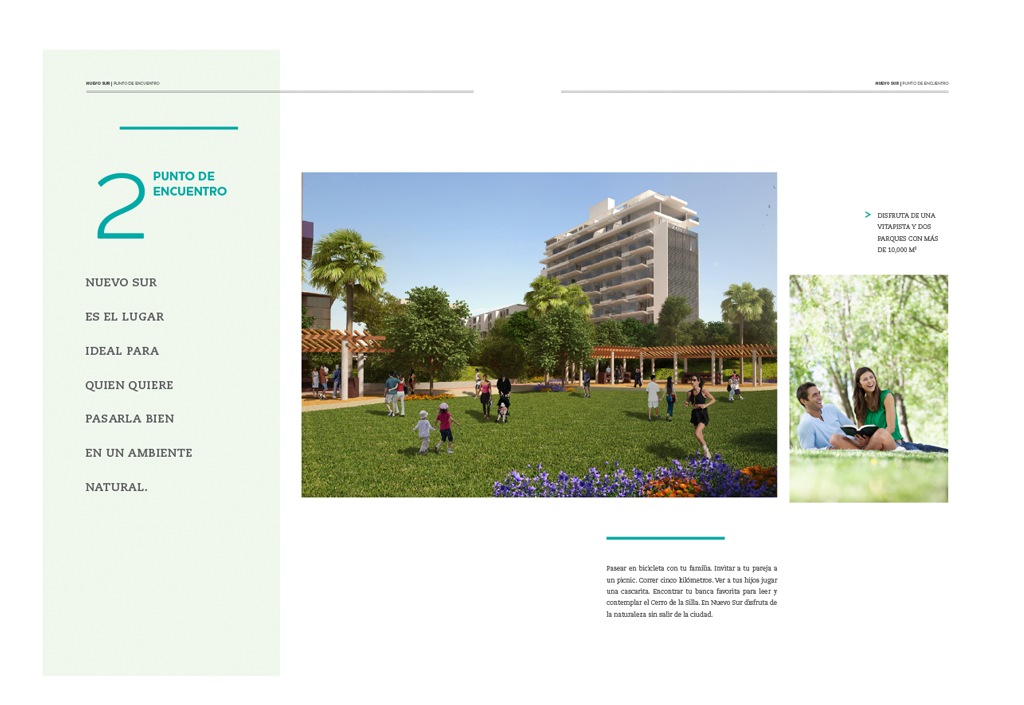 NUEVO SUR | PUNTO DE ENCUENTRO
NUEVO SUR | PUNTO DE ENCUENTRO
2
PUNTO DE
ENCUENTRO
NUEVO SUR
ES EL LUGAR
IDEAL PARA
QUIEN QUIERE
PASARLA BIEN
EN UN AMBIENTE
NATURAL.
> DISFRUTA DE UNA
VITAPISTA Y DOS
PARQUES CON MÁS
DE 10,000 M²
Pasear en bicicleta con tu familia. Invitar a tu pareja a
un picnic. Correr cinco kilómetros. Ver a tus hijos jugar
una cascarita. Encontrar tu banca favorita para leer y
contemplar el Cerro de la Silla. En Nuevo Sur disfruta de
la naturaleza sin salir de la ciudad.